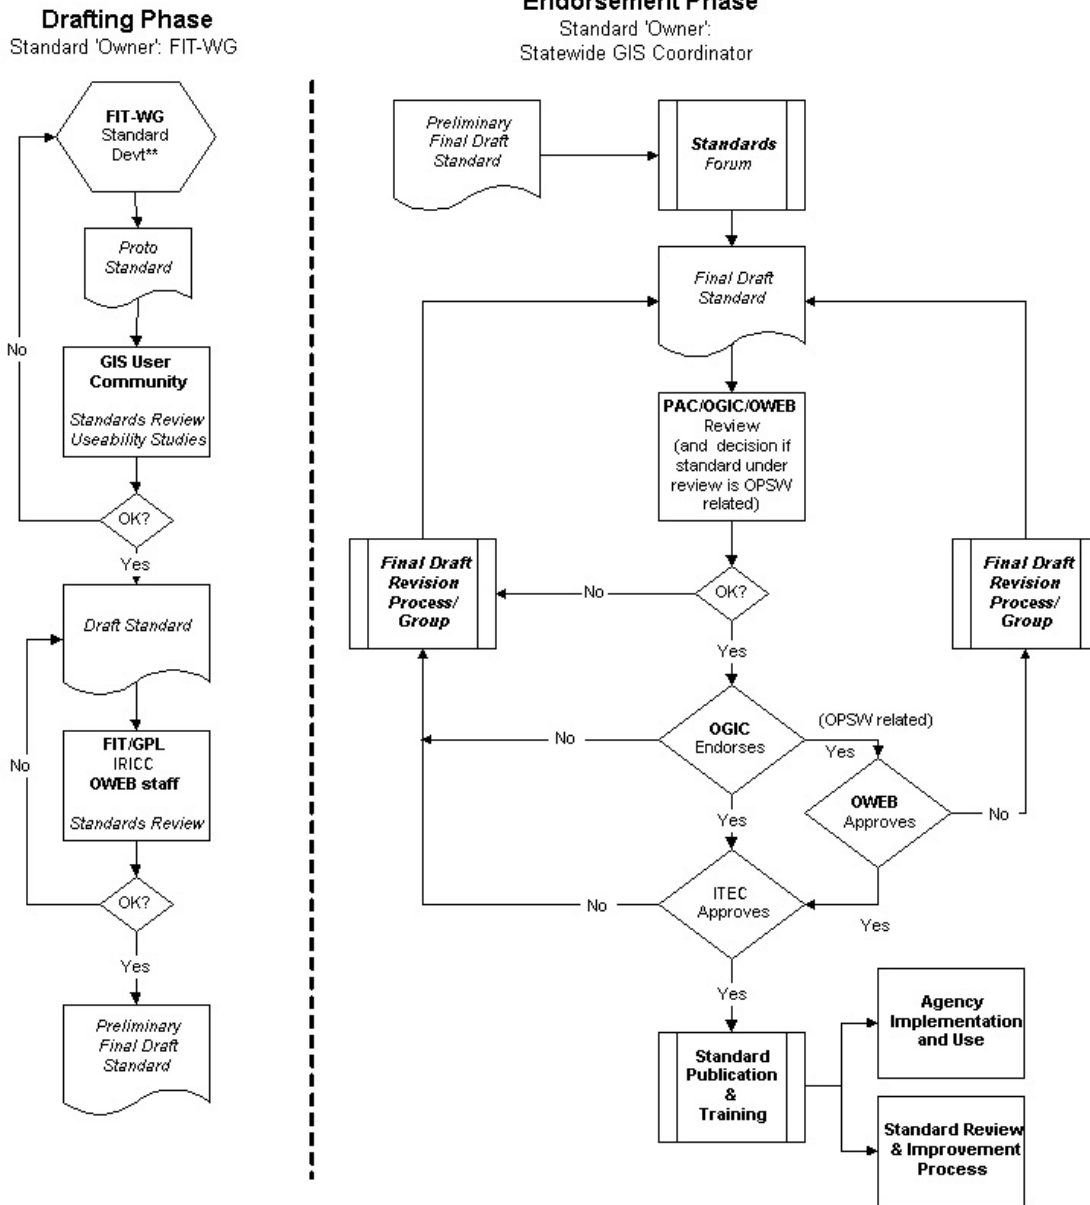 Drafting Phase
Standard 'Owner': FIT-WG
FIT-WG
Standard
Devt**
Proto
Standard
No
GIS User
Community
Standards Review
Useability Studies
OK?
Yes
Draft Standard
No
FIT/GPL
IRICC
OWEB staff
Standards Review
OK?
Yes
Preliminary
Final Draft
Standard
Endorsement Phase
Standard 'Owner':
Statewide GIS Coordinator
Preliminary
Final Draft
Standard
Standards
Forum
Final Draft
Standard
PAC/OGIC/OWEB
Review
(and decision if
standard under
review is OPSW
related)
Final Draft
Revision
Process/
Group
No
OK?
Final Draft
Revision
Process/
Group
Yes
No
OGIC
Endorses
(OPSW related)
Yes
OWEB
Approves
No
Yes
No
ITEC
Approves
Yes
Yes
Standard
Publication
&
Training
Agency
Implementation
and Use
Standard Review
& Improvement
Process